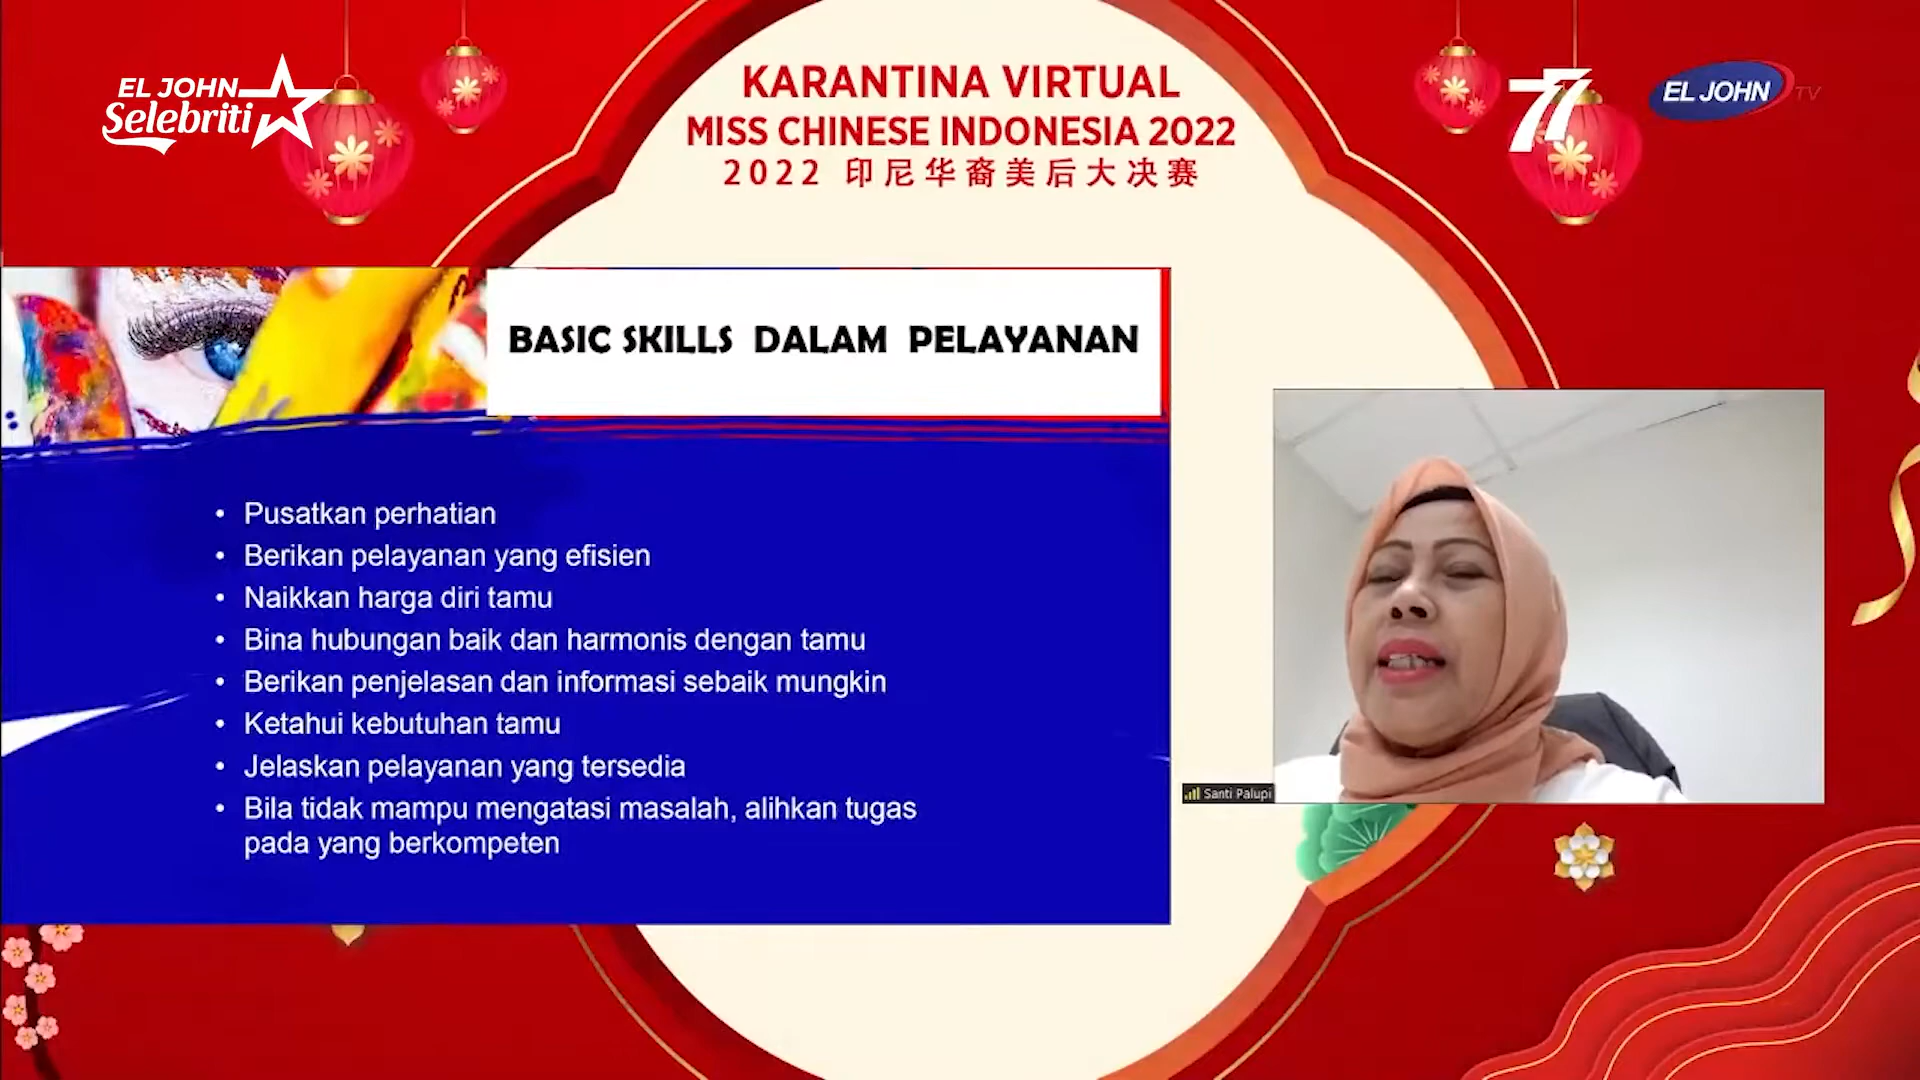 EL JOHN
Selebriti
KARANTINA VIRTUAL
MISS CHINESE INDONESIA 2022
2022 印尼华裔美后大决赛
77
EL JOHN TV
BASIC SKILLS DALAM PELAYANAN
• Pusatkan perhatian
• Berikan pelayanan yang efisien
• Naikkan harga diri tamu
• Bina hubungan baik dan harmonis dengan tamu
• Berikan penjelasan dan informasi sebaik mungkin
• Ketahui kebutuhan tamu
• Jelaskan pelayanan yang tersedia
• Bila tidak mampu mengatasi masalah, alihkan tugas
pada yang berkompeten
Santi Palupi